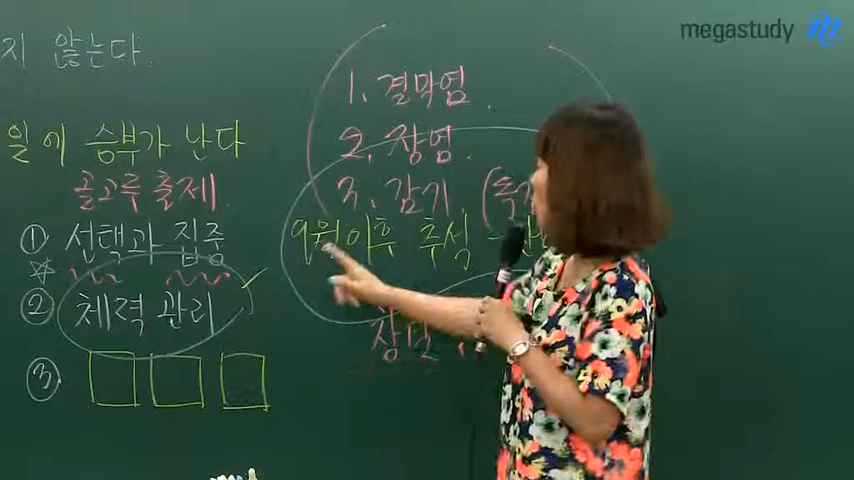 megastudy
지 않는다.
일에 승부가 난다
골고루 출제.
① 선택과 집중
☆
② 체력 관리 ✓
③ □ □ □
1. 결막염.
2. 장염.
3. 감기. (독
9월 이후 추석